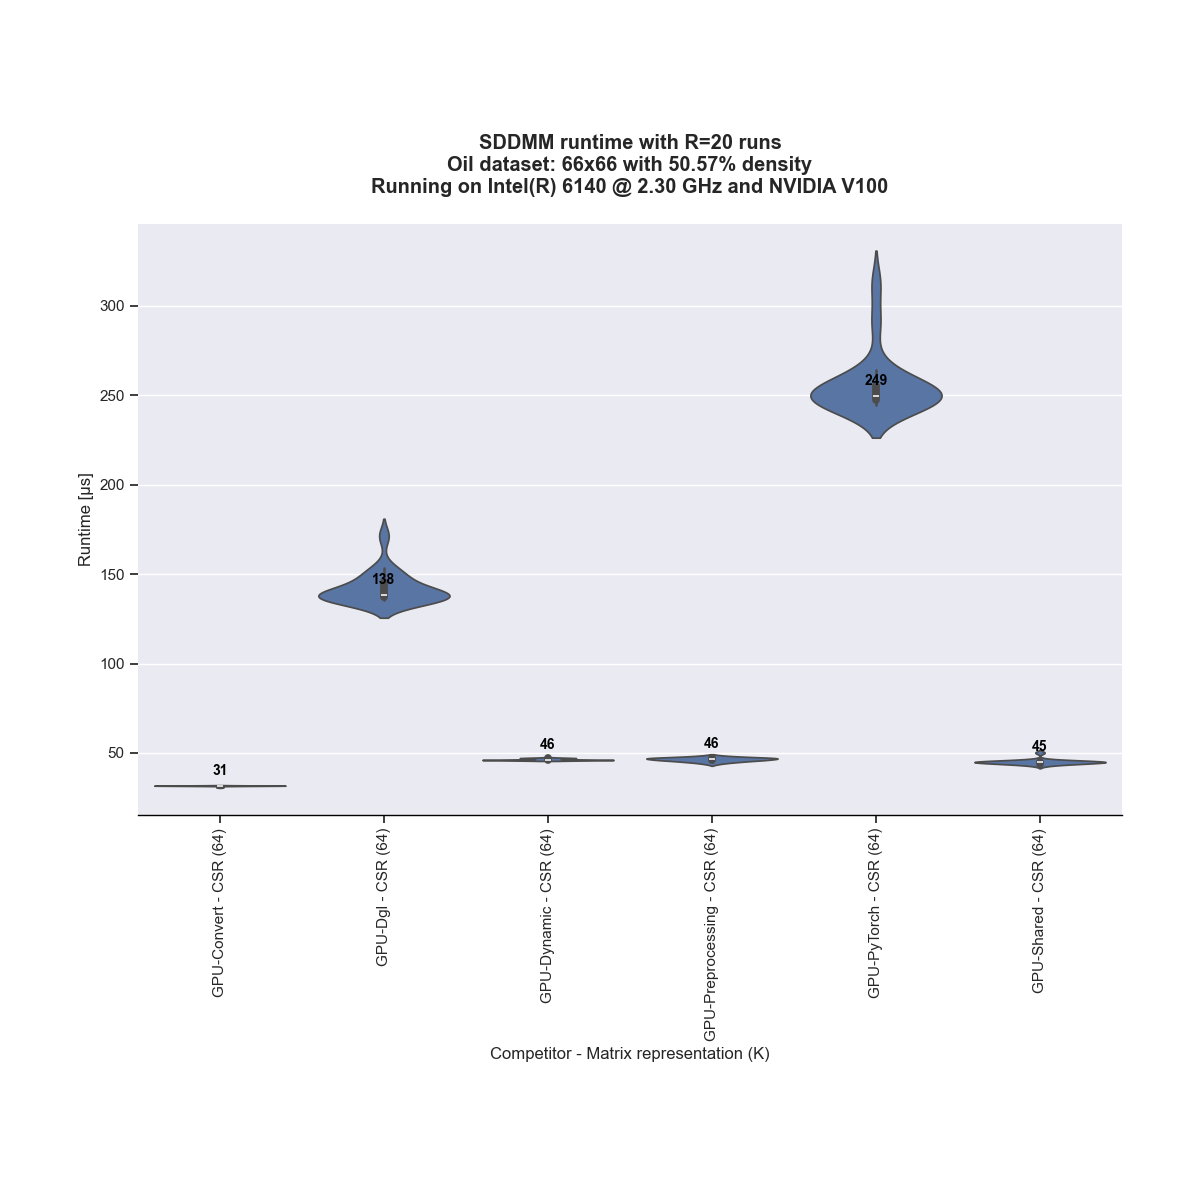 SDDMM runtime with R=20 runs
Oil dataset: 66x66 with 50.57% density
Running on Intel(R) 6140 @ 2.30 GHz and NVIDIA V100
Runtime [µs]
300
250
200
150
100
50
31
138
46
46
249
45
GPU-Convert - CSR (64)
GPU-Dgl - CSR (64)
GPU-Dynamic - CSR (64)
GPU-Preprocessing - CSR (64)
GPU-PyTorch - CSR (64)
GPU-Shared - CSR (64)
Competitor - Matrix representation (K)